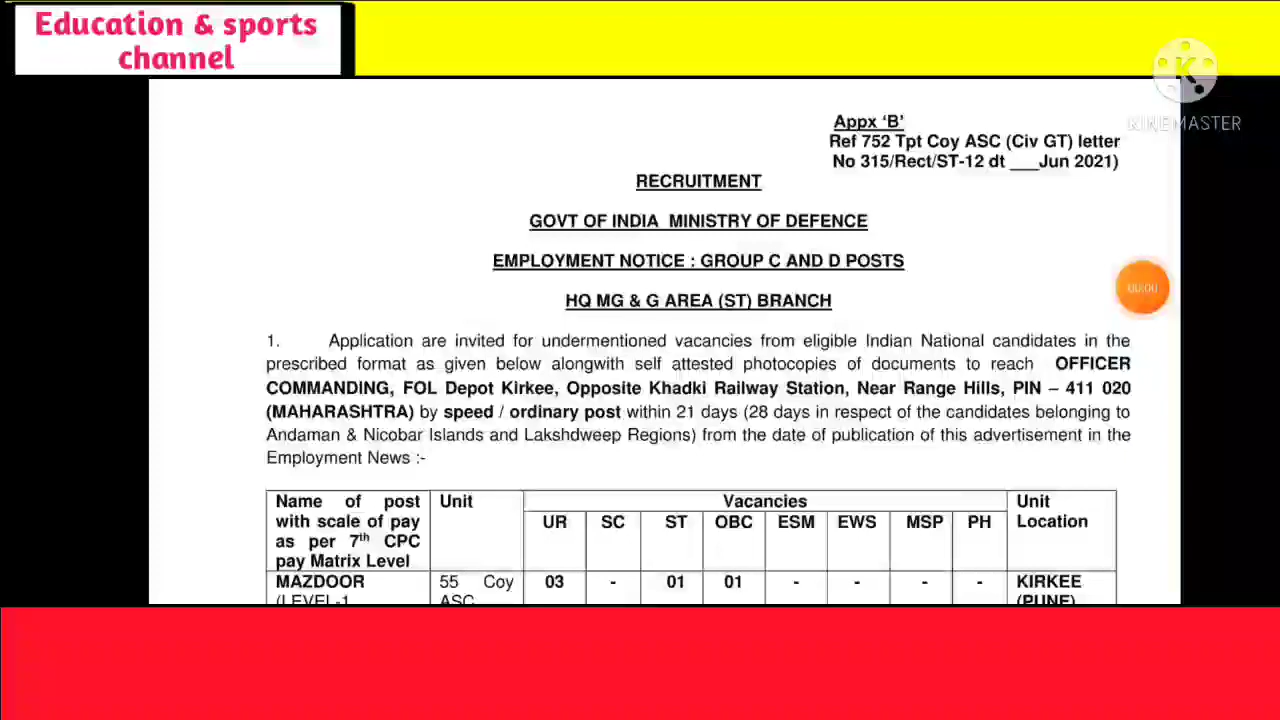 Education & sports
channel
KINEMASTER
Appx ‘B’
Ref 752 Tpt Coy ASC (Civ GT) letter
No 315/Rect/ST-12 dt ___Jun 2021)
RECRUITMENT
GOVT OF INDIA MINISTRY OF DEFENCE
EMPLOYMENT NOTICE : GROUP C AND D POSTS
HQ MG & G AREA (ST) BRANCH
00:00
1. Application are invited for undermentioned vacancies from eligible Indian National candidates in the
prescribed format as given below alongwith self attested photocopies of documents to reach OFFICER
COMMANDING, FOL Depot Kirkee, Opposite Khadki Railway Station, Near Range Hills, PIN – 411 020
(MAHARASHTRA) by speed / ordinary post within 21 days (28 days in respect of the candidates belonging to
Andaman & Nicobar Islands and Lakshdweep Regions) from the date of publication of this advertisement in the
Employment News :-
Name of post Unit Vacancies Unit
with scale of pay UR SC ST OBC ESM EWS MSP PH Location
as per 7th CPC
pay Matrix Level
MAZDOOR 55 Coy 03 - 01 01 - - - - KIRKEE
(LEVEL-1 ASC (PUNE)